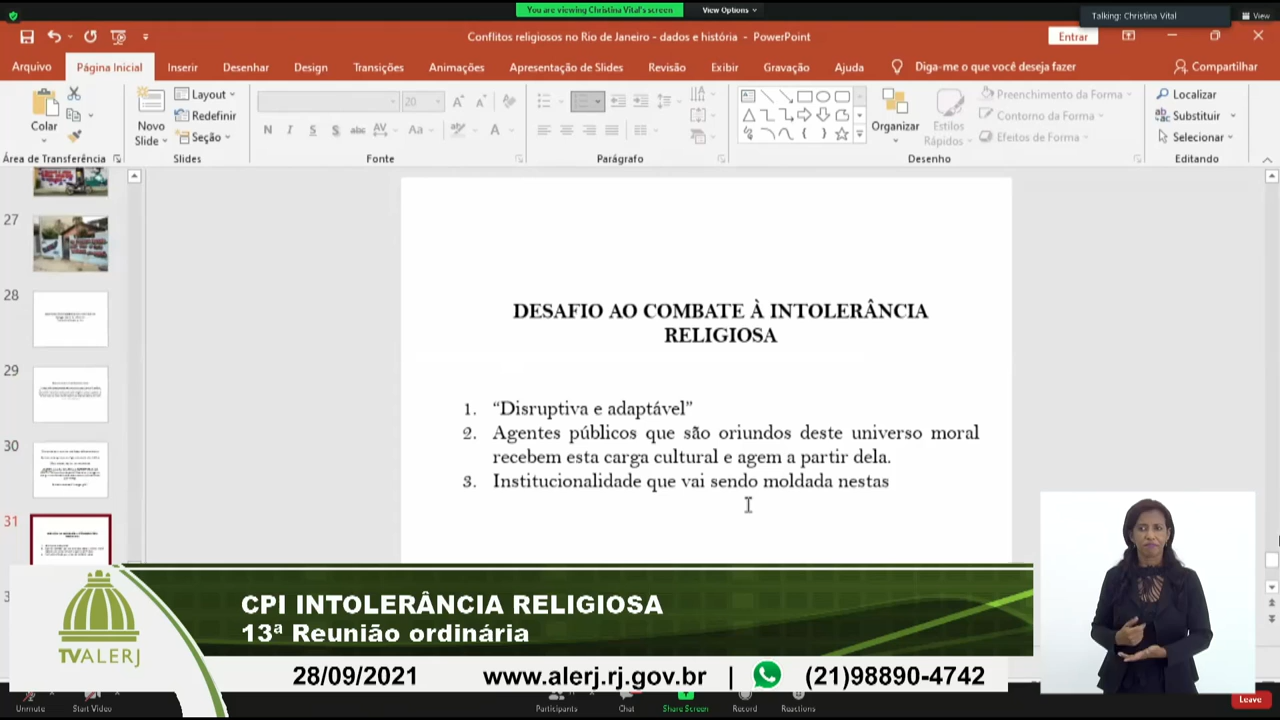 You are viewing Christina Vital's screen
View Options
Talking: Christina Vital
View
Conflitos religiosos no Rio de Janeiro - dados e história - PowerPoint
Entrar
Arquivo
Página Inicial
Inserir
Desenhar
Design
Transições
Animações
Apresentação de Slides
Revisão
Exibir
Gravação
Ajuda
Diga-me o que você deseja fazer
Compartilhar
Colar
Novo
Slide
Layout
Redefinir
Seção
20
Organizar
Estilos
Rápidos
Preenchimento da Forma
Contorno da Forma
Efeitos de Forma
Localizar
Substituir
Selecionar
Área de Transferência
Slides
Fonte
Parágrafo
Desenho
Editando
27
28
29
30
31
DESAFIO AO COMBATE À INTOLERÂNCIA
RELIGIOSA
1. “Disruptiva e adaptável”
2. Agentes públicos que são oriundos deste universo moral
recebem esta carga cultural e agem a partir dela.
3. Institucionalidade que vai sendo moldada nestas
TVALERJ
CPI INTOLERÂNCIA RELIGIOSA
13ª Reunião ordinária
28/09/2021 www.alerj.rj.gov.br | (21)98890-4742
Unmute
Start Video
Participants
Chat
Share Screen
Record
Reactions
Leave